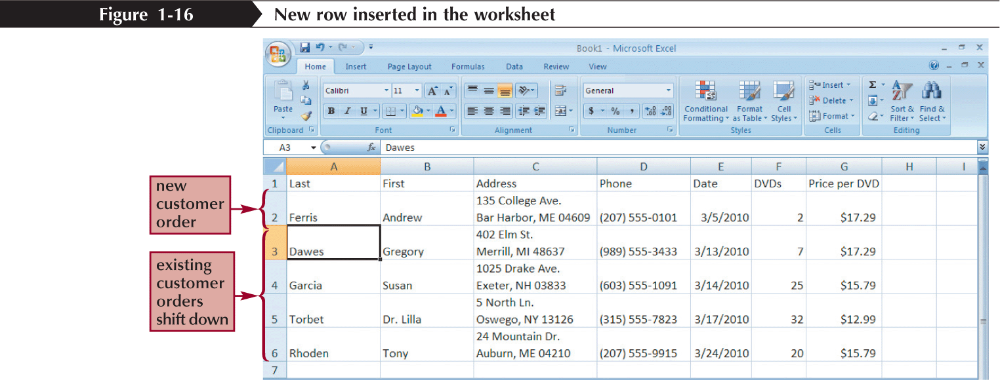 Figure 1-16 New row inserted in the worksheet
Book1 - Microsoft Excel
Home Insert Page Layout Formulas Data Review View
Paste
Clipboard
Calibri 11 A A
B I U A
Font
Alignment
General
$ % , .00 .00
Number
Conditional Formatting Format as Table Cell Styles
Styles
Insert
Delete
Format
Cells
Σ
Sort & Filter Find & Select
Editing
A3 fx Dawes
A B C D E F G H I
1 Last First Address Phone Date DVDs Price per DVD
135 College Ave.
2 Ferris Andrew Bar Harbor, ME 04609 (207) 555-0101 3/5/2010 2 $17.29
402 Elm St.
3 Dawes Gregory Merrill, MI 48637 (989) 555-3433 3/13/2010 7 $17.29
1025 Drake Ave.
4 Garcia Susan Exeter, NH 03833 (603) 555-1091 3/14/2010 25 $15.79
5 North Ln.
5 Torbet Dr. Lilla Oswego, NY 13126 (315) 555-7823 3/17/2010 32 $12.99
24 Mountain Dr.
6 Rhoden Tony Auburn, ME 04210 (207) 555-9915 3/24/2010 20 $15.79
7
new
customer
order
existing
customer
orders
shift down